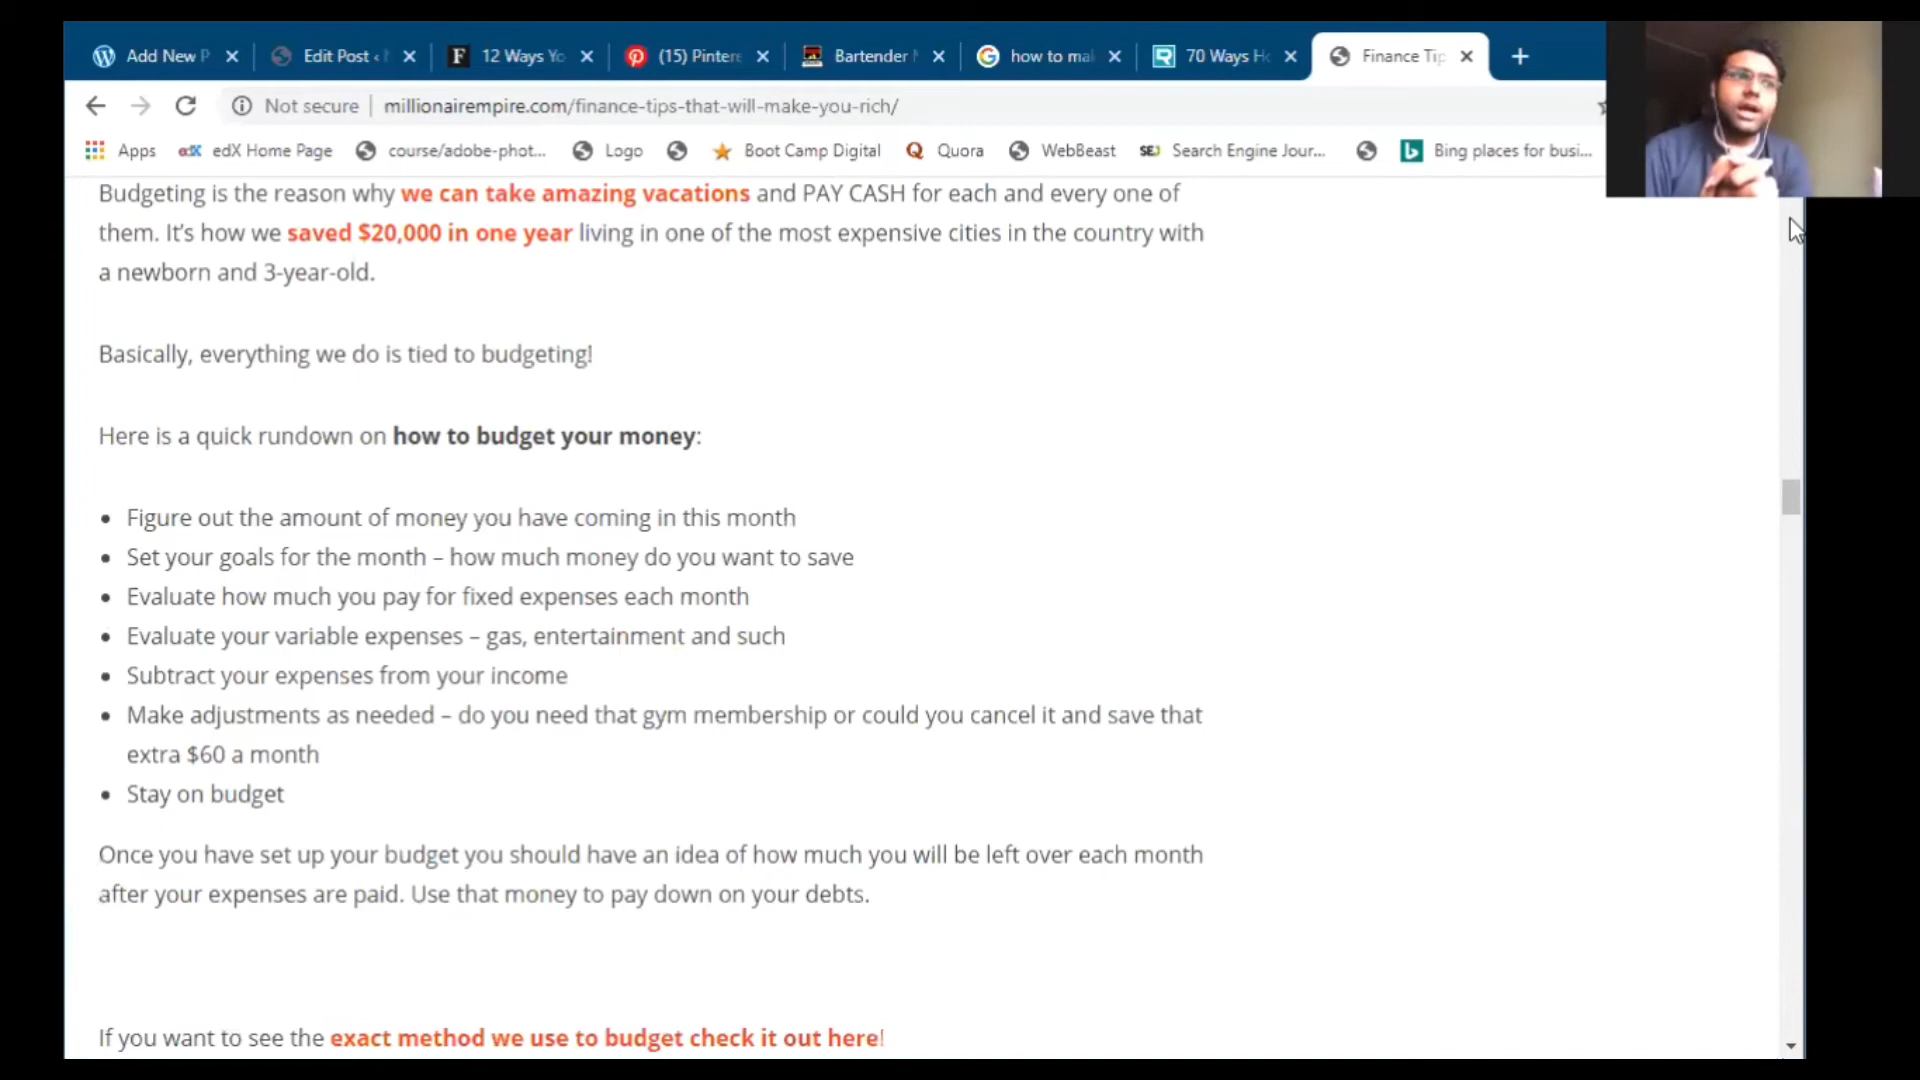 Add New P
Edit Post ‹
12 Ways Yo
(15) Pintere
Bartender
how to mak
70 Ways Ho
Finance Tip
Not secure
millionairempire.com/finance-tips-that-will-make-you-rich/
Apps
edX
edX Home Page
course/adobe-phot...
Logo
Boot Camp Digital
Quora
WebBeast
SEJ
Search Engine Jour...
Bing places for busi...
Budgeting is the reason why we can take amazing vacations and PAY CASH for each and every one of
them. It’s how we saved $20,000 in one year living in one of the most expensive cities in the country with
a newborn and 3-year-old.
Basically, everything we do is tied to budgeting!
Here is a quick rundown on how to budget your money:
• Figure out the amount of money you have coming in this month
• Set your goals for the month – how much money do you want to save
• Evaluate how much you pay for fixed expenses each month
• Evaluate your variable expenses – gas, entertainment and such
• Subtract your expenses from your income
• Make adjustments as needed – do you need that gym membership or could you cancel it and save that
extra $60 a month
• Stay on budget
Once you have set up your budget you should have an idea of how much you will be left over each month
after your expenses are paid. Use that money to pay down on your debts.
If you want to see the exact method we use to budget check it out here!